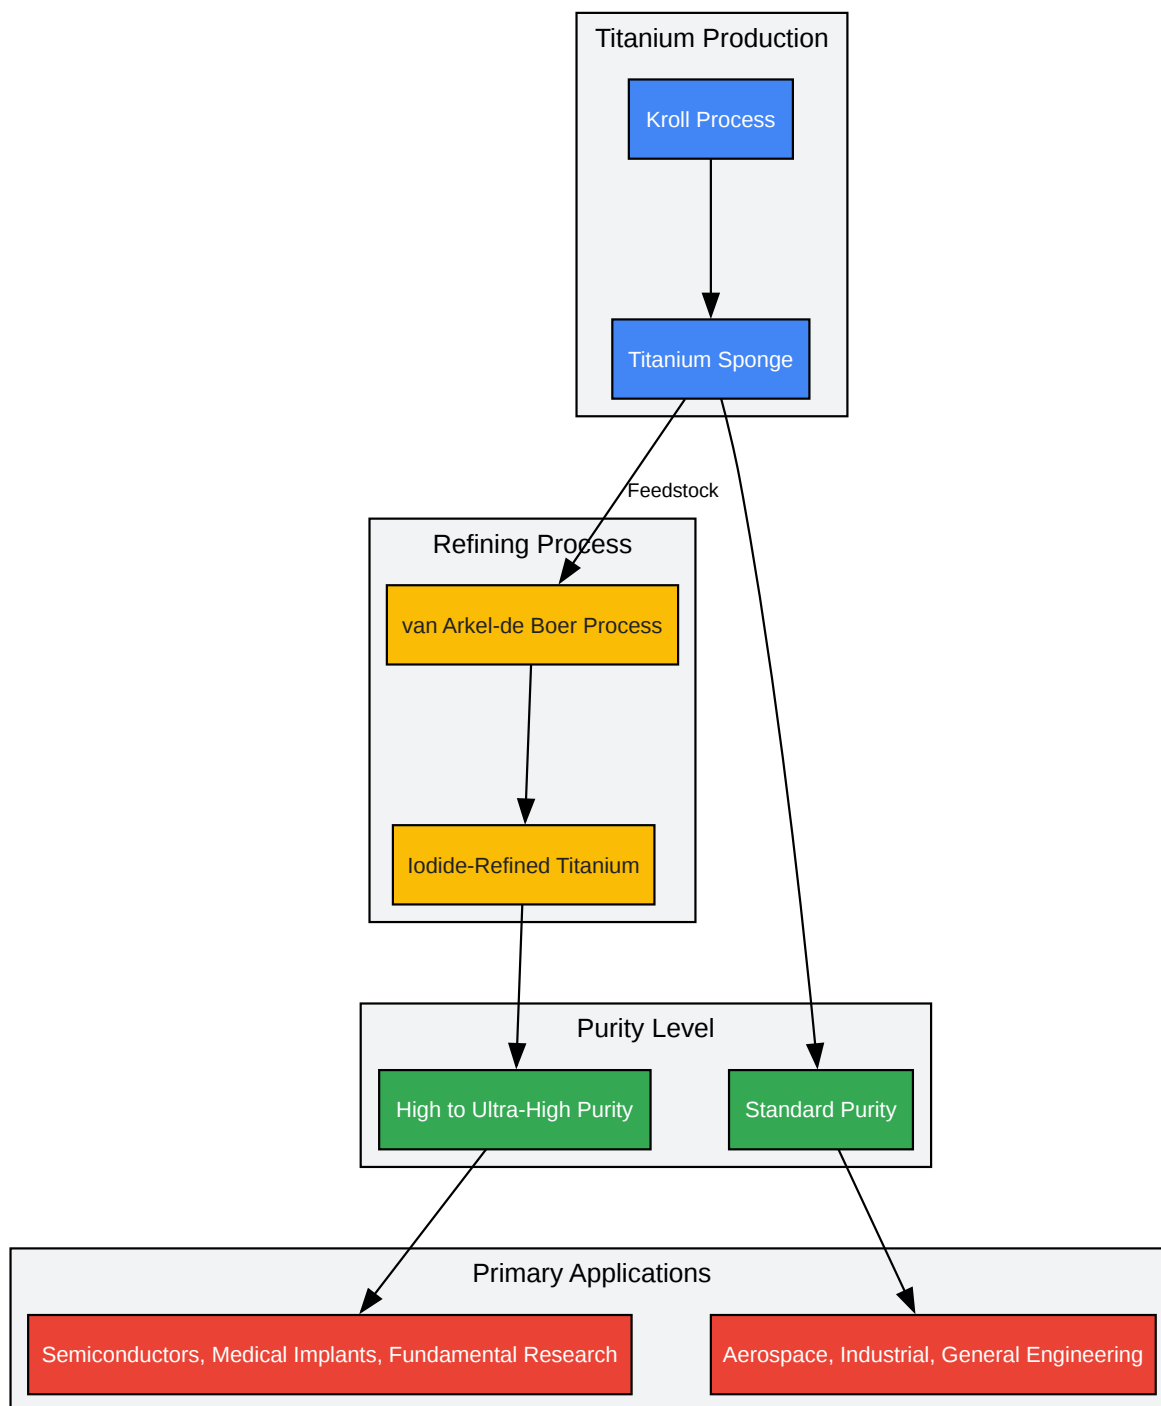 Titanium Production
Kroll Process
Titanium Sponge
Feedstock
Refining Process
van Arkel-de Boer Process
Iodide-Refined Titanium
Purity Level
High to Ultra-High Purity
Standard Purity
Primary Applications
Semiconductors, Medical Implants, Fundamental Research
Aerospace, Industrial, General Engineering